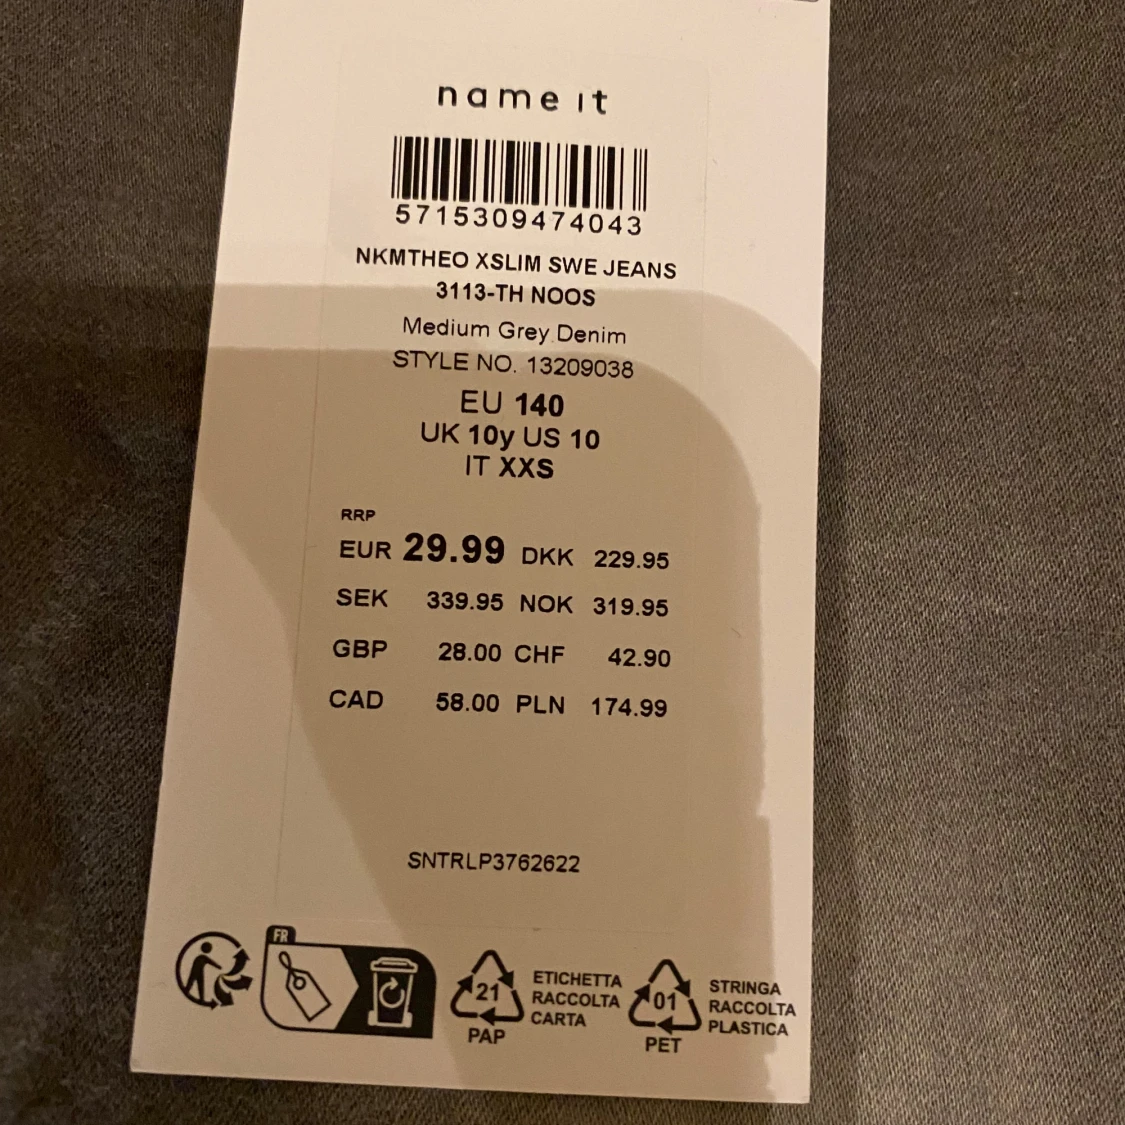 name it
5715309474043
NKMTHEO XSLIM SWE JEANS
3113-TH NOOS
Medium Grey Denim
STYLE NO. 13209038
EU 140
UK 10y US 10
IT XXS
RRP
EUR 29.99 DKK 229.95
SEK 339.95 NOK 319.95
GBP 28.00 CHF 42.90
CAD 58.00 PLN 174.99
SNTRLP3762622
FR
21
PAP
ETICHETTA
RACCOLTA
CARTA
01
PET
STRINGA
RACCOLTA
PLASTICA